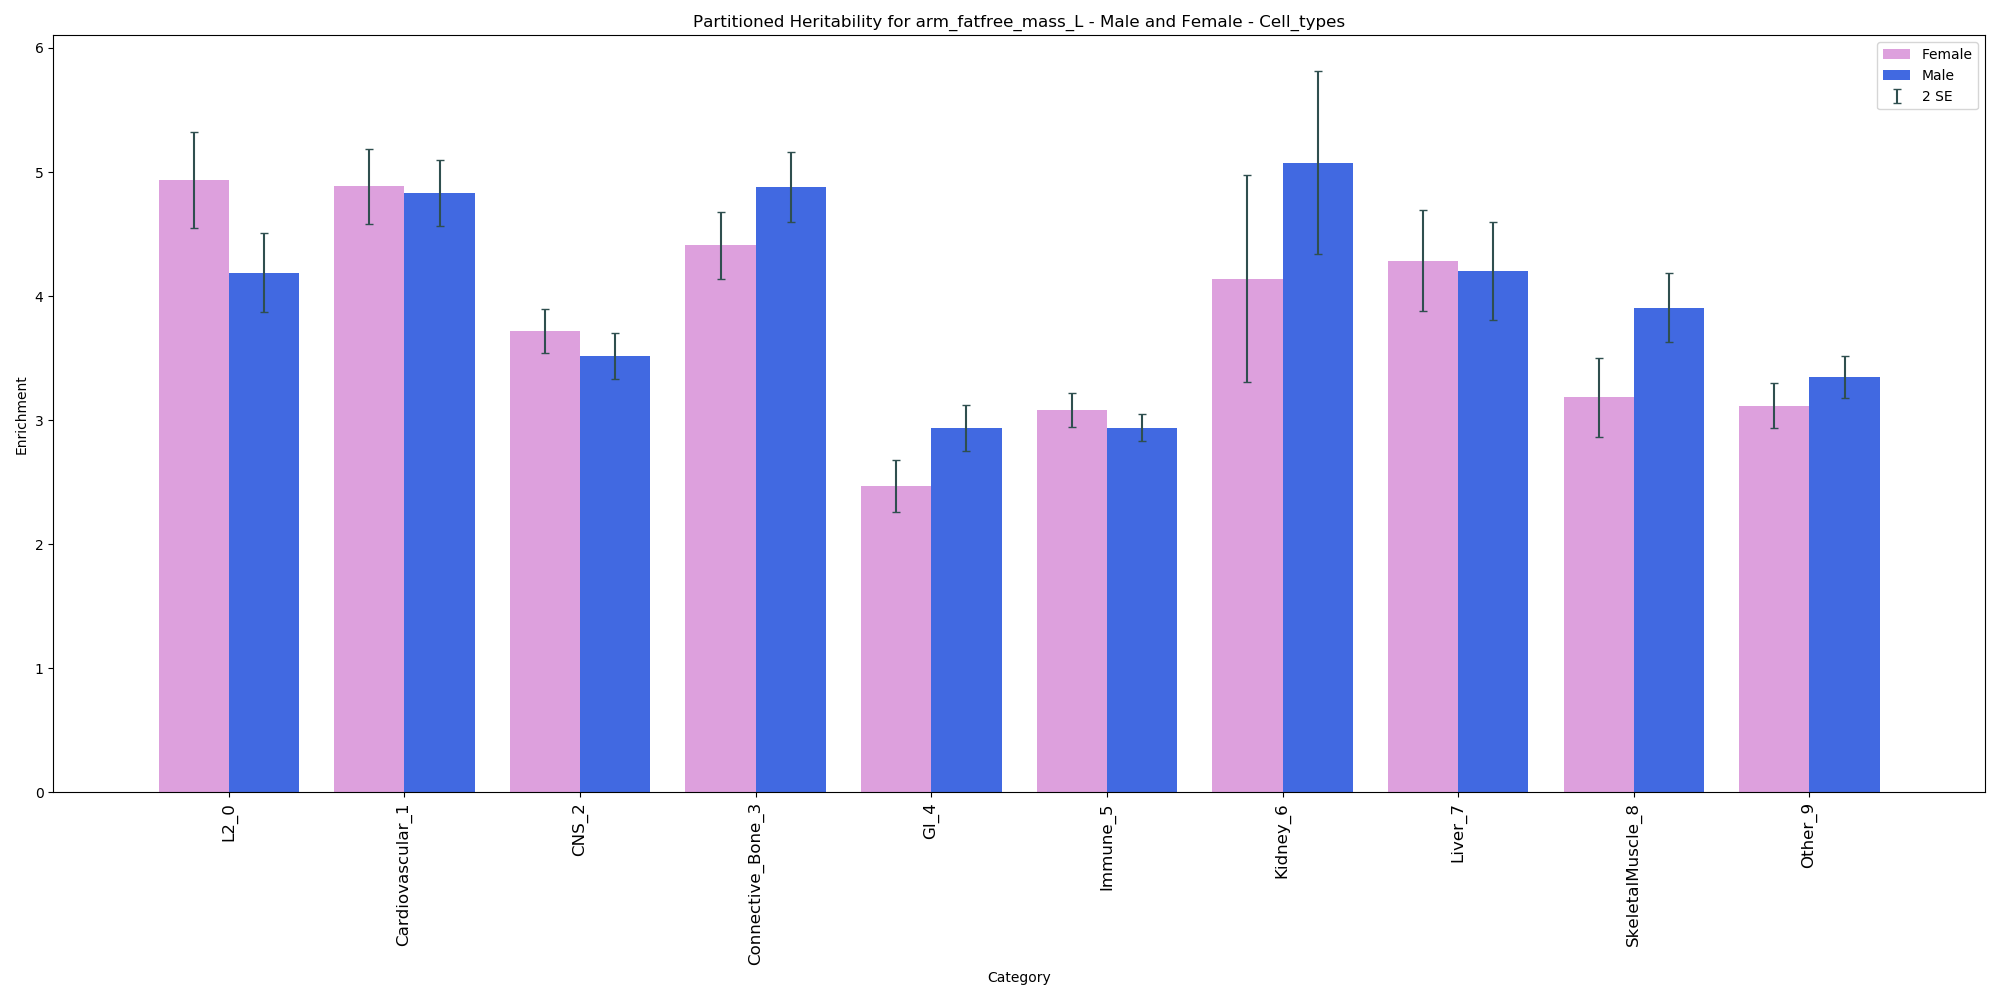 Partitioned Heritability for arm_fatfree_mass_L - Male and Female - Cell_types
Female
Male
2 SE
6
5
4
3
2
1
0
Enrichment
L2_0
Cardiovascular_1
CNS_2
Connective_Bone_3
GI_4
Immune_5
Kidney_6
Liver_7
SkeletalMuscle_8
Other_9
Category